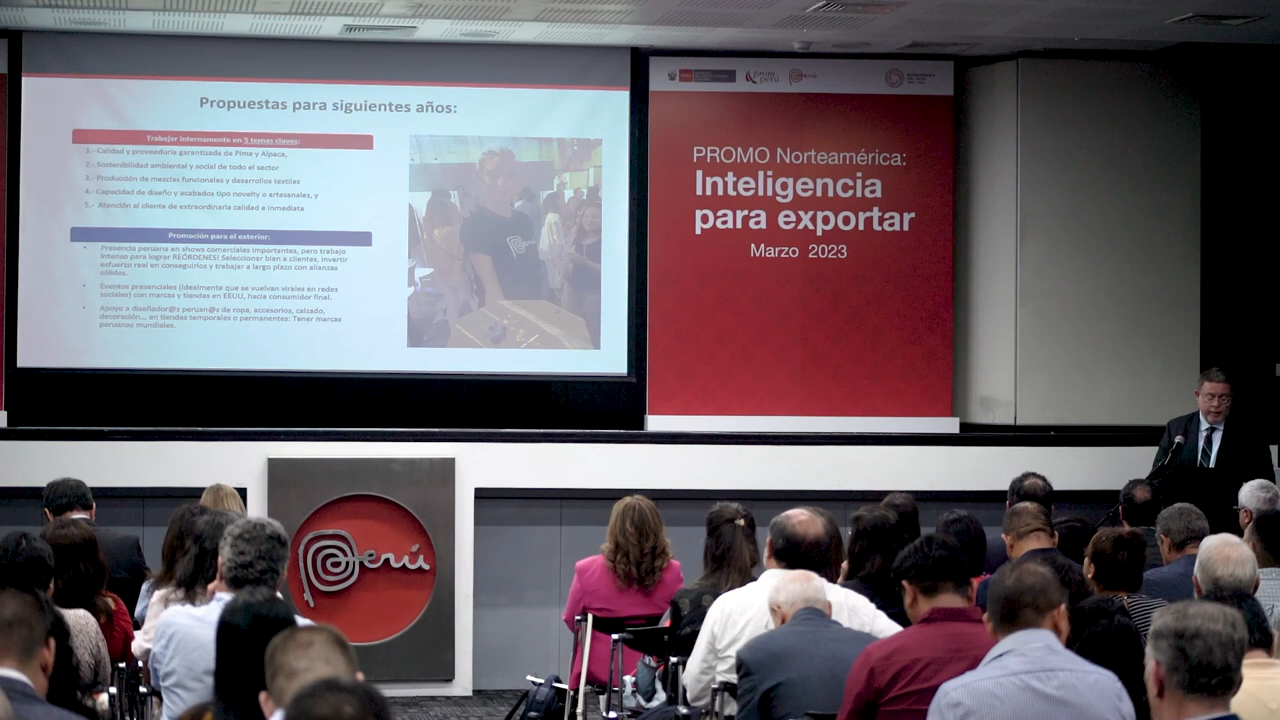 Propuestas para siguientes años:
Trabajar internamente en 5 temas claves:
1.- Calidad y proveeduría garantizada de Pima y Alpaca,
2.- Sostenibilidad ambiental y social de todo el sector
3.- Producción de mezclas funcionales y desarrollos textiles
4.- Capacidad de diseño y acabados tipo novelty o artesanales, y
5.- Atención al cliente de extraordinaria calidad e inmediata
Promoción para el exterior:
• Presencia peruana en shows comerciales importantes, pero trabajo
intenso para lograr REÓRDENES! Seleccionar bien a clientes, invertir
esfuerzo real en conseguirlos y trabajar a largo plazo con alianzas
sólidas.
• Eventos presenciales (idealmente que se vuelvan virales en redes
sociales) con marcas y tiendas en EEUU, hacia consumidor final.
• Apoyo a diseñador@s peruan@s de ropa, accesorios, calzado,
decoración... en tiendas temporales o permanentes: Tener marcas
peruanas mundiales.
PROMO Norteamérica:
Inteligencia
para exportar
Marzo 2023
Perú